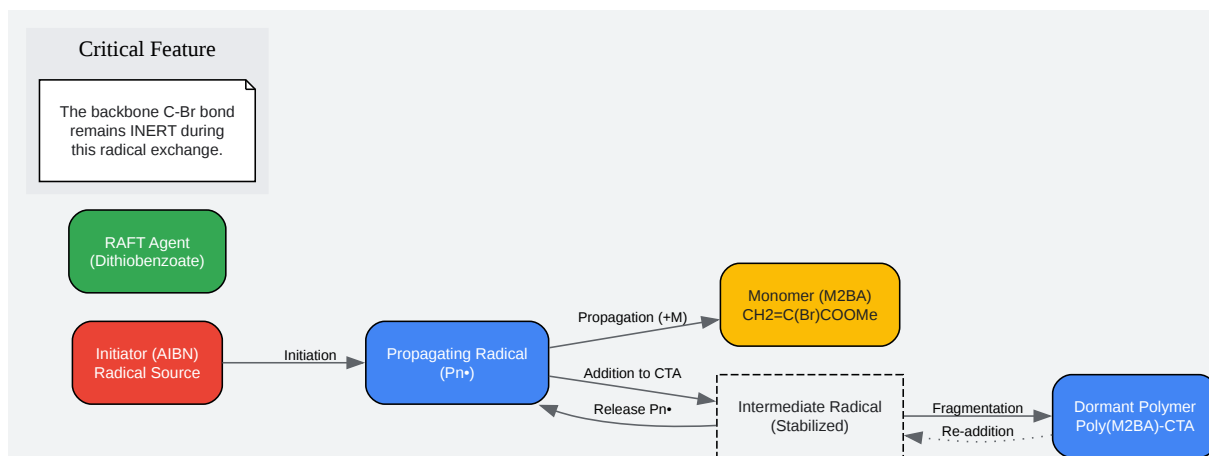 Critical Feature
The backbone C-Br bond
remains INERT during
this radical exchange.
RAFT Agent
(Dithiobenzoate)
Initiator (AIBN)
Radical Source
Initiation
Propagating Radical
(Pn•)
Propagation (+M)
Monomer (M2BA)
CH2=C(Br)COOMe
Addition to CTA
Release Pn•
Intermediate Radical
(Stabilized)
Fragmentation
Re-addition
Dormant Polymer
Poly(M2BA)-CTA